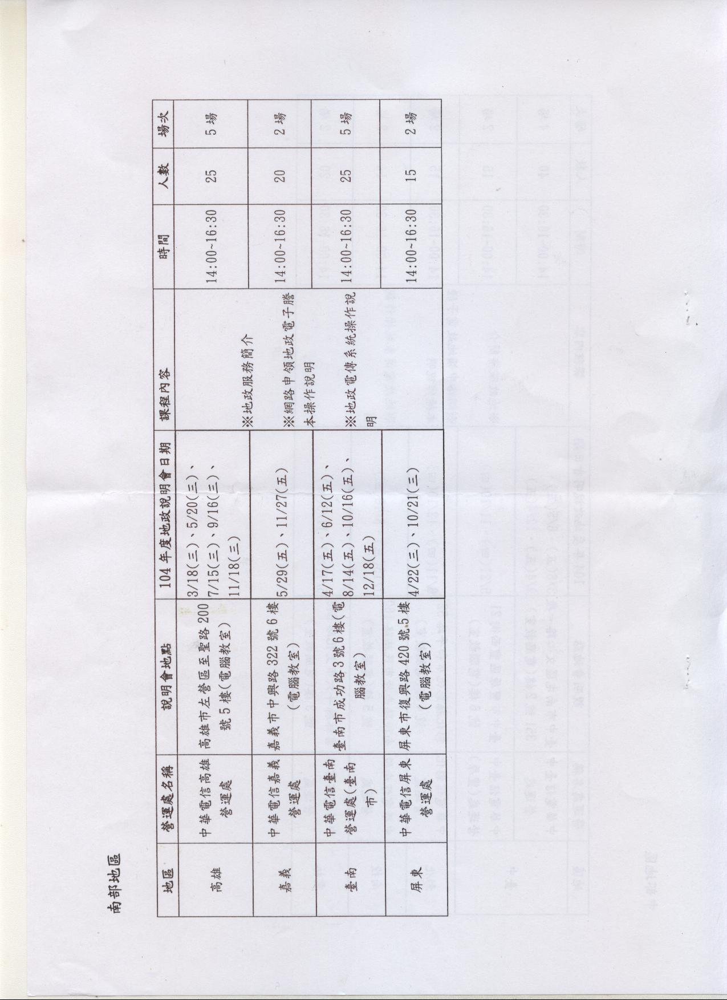 南部地區
地區 營運處名稱 說明會地點 104 年度地政說明會日期 課程內容 時間 人數 場次
高雄
中華電信高雄
營運處
高雄市左營區至聖路 200
號 5 樓(電腦教室)
3/18(三)、5/20(三)、
7/15(三)、9/16(三)、
11/18(三)
※地政服務簡介
※網路申領地政電子謄
本操作說明
※地政電傳系統操作說
明
14:00~16:30 25 5 場
嘉義
中華電信嘉義
營運處
嘉義市中興路 322 號 6 樓
(電腦教室)
5/29(五)、11/27(五)
14:00~16:30 20 2 場
臺南
中華電信臺南
營運處(臺南
市)
臺南市成功路 3 號 6 樓(電
腦教室)
4/17(五)、6/12(五)、
8/14(五)、10/16(五)、
12/18(五)
14:00~16:30 25 5 場
屏東
中華電信屏東
營運處
屏東市復興路 420 號 5 樓
(電腦教室)
4/22(三)、10/21(三)
14:00~16:30 15 2 場